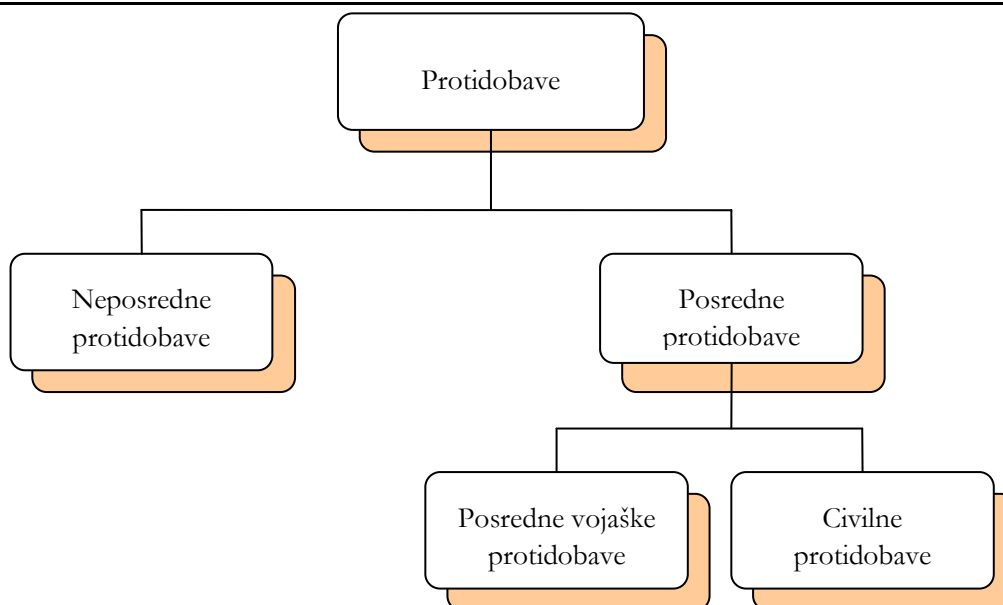 Protidobave
Neposredne
protidobave
Posredne
protidobave
Posredne vojaške
protidobave
Civilne
protidobave